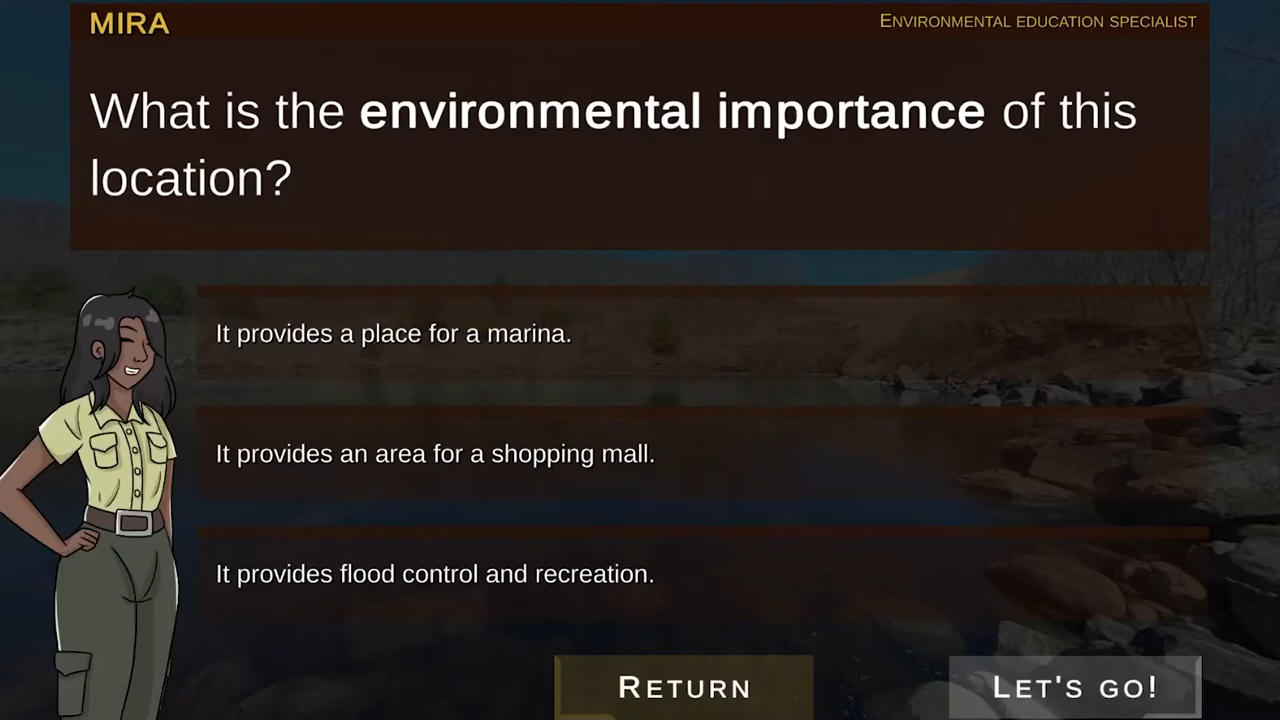 MIRA
ENVIRONMENTAL EDUCATION SPECIALIST
What is the environmental importance of this
location?
It provides a place for a marina.
It provides an area for a shopping mall.
It provides flood control and recreation.
RETURN
LET'S GO!